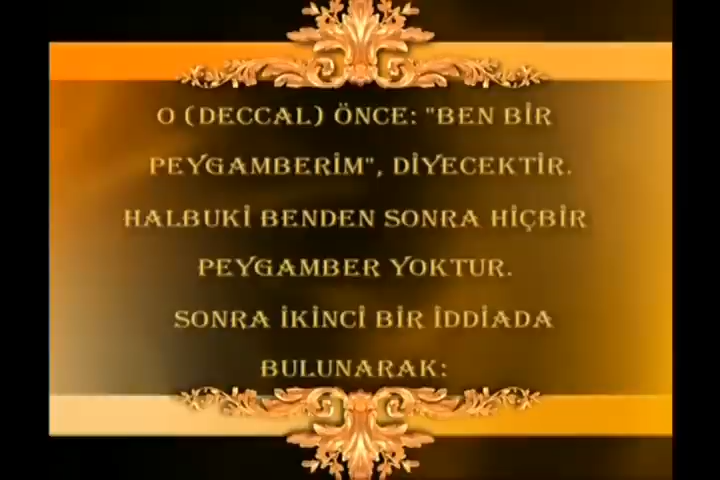 O (DECCAL) ÖNCE: "BEN BİR
PEYGAMBERİM", DİYECEKTİR.
HALBUKİ BENDEN SONRA HİÇBİR
PEYGAMBER YOKTUR.
SONRA İKİNCİ BİR İDDİADA
BULUNARAK: